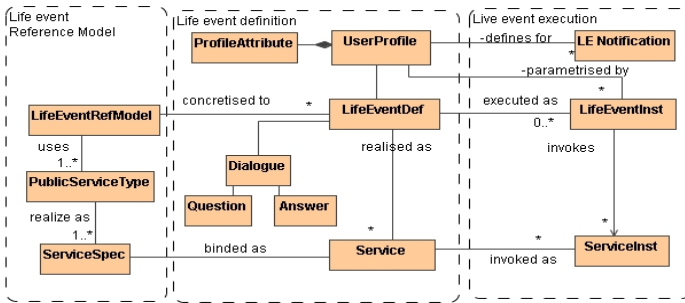 Life event
Reference Model
Life event definition
Live event execution
ProfileAttribute
UserProfile
-defines for
*
LE Notification
-parametrised by
*
LifeEventRefModel
concretised to
*
LifeEventDef
executed as
0..*
LifeEventInst
uses
1..*
realised as
invokes
PublicServiceType
Dialogue
Question
Answer
realize as
1..*
*
*
ServiceSpec
binded as
Service
*
invoked as
ServiceInst